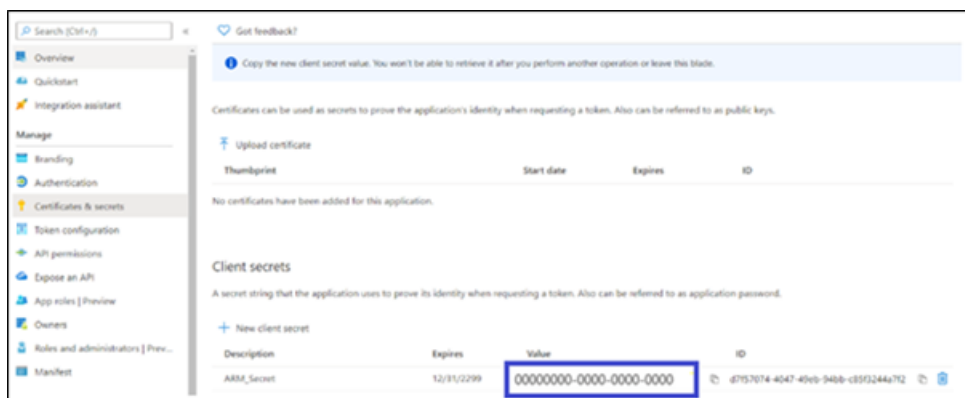 Search (Ctrl+/)
«
Got feedback?
Overview
Quickstart
Integration assistant
Manage
Branding
Authentication
Certificates & secrets
Token configuration
API permissions
Expose an API
App roles | Preview
Owners
Roles and administrators | Prev...
Manifest
Copy the new client secret value. You won't be able to retrieve it after you perform another operation or leave this blade.
Certificates can be used as secrets to prove the application's identity when requesting a token. Also can be referred to as public keys.
Upload certificate
Thumbprint Start date Expires ID
No certificates have been added for this application.
Client secrets
A secret string that the application uses to prove its identity when requesting a token. Also can be referred to as application password.
New client secret
Description Expires Value ID
ARM_Secret 12/31/2299 00000000-0000-0000-0000 d7f57074-4047-49eb-94bb-c85f3244a7f2